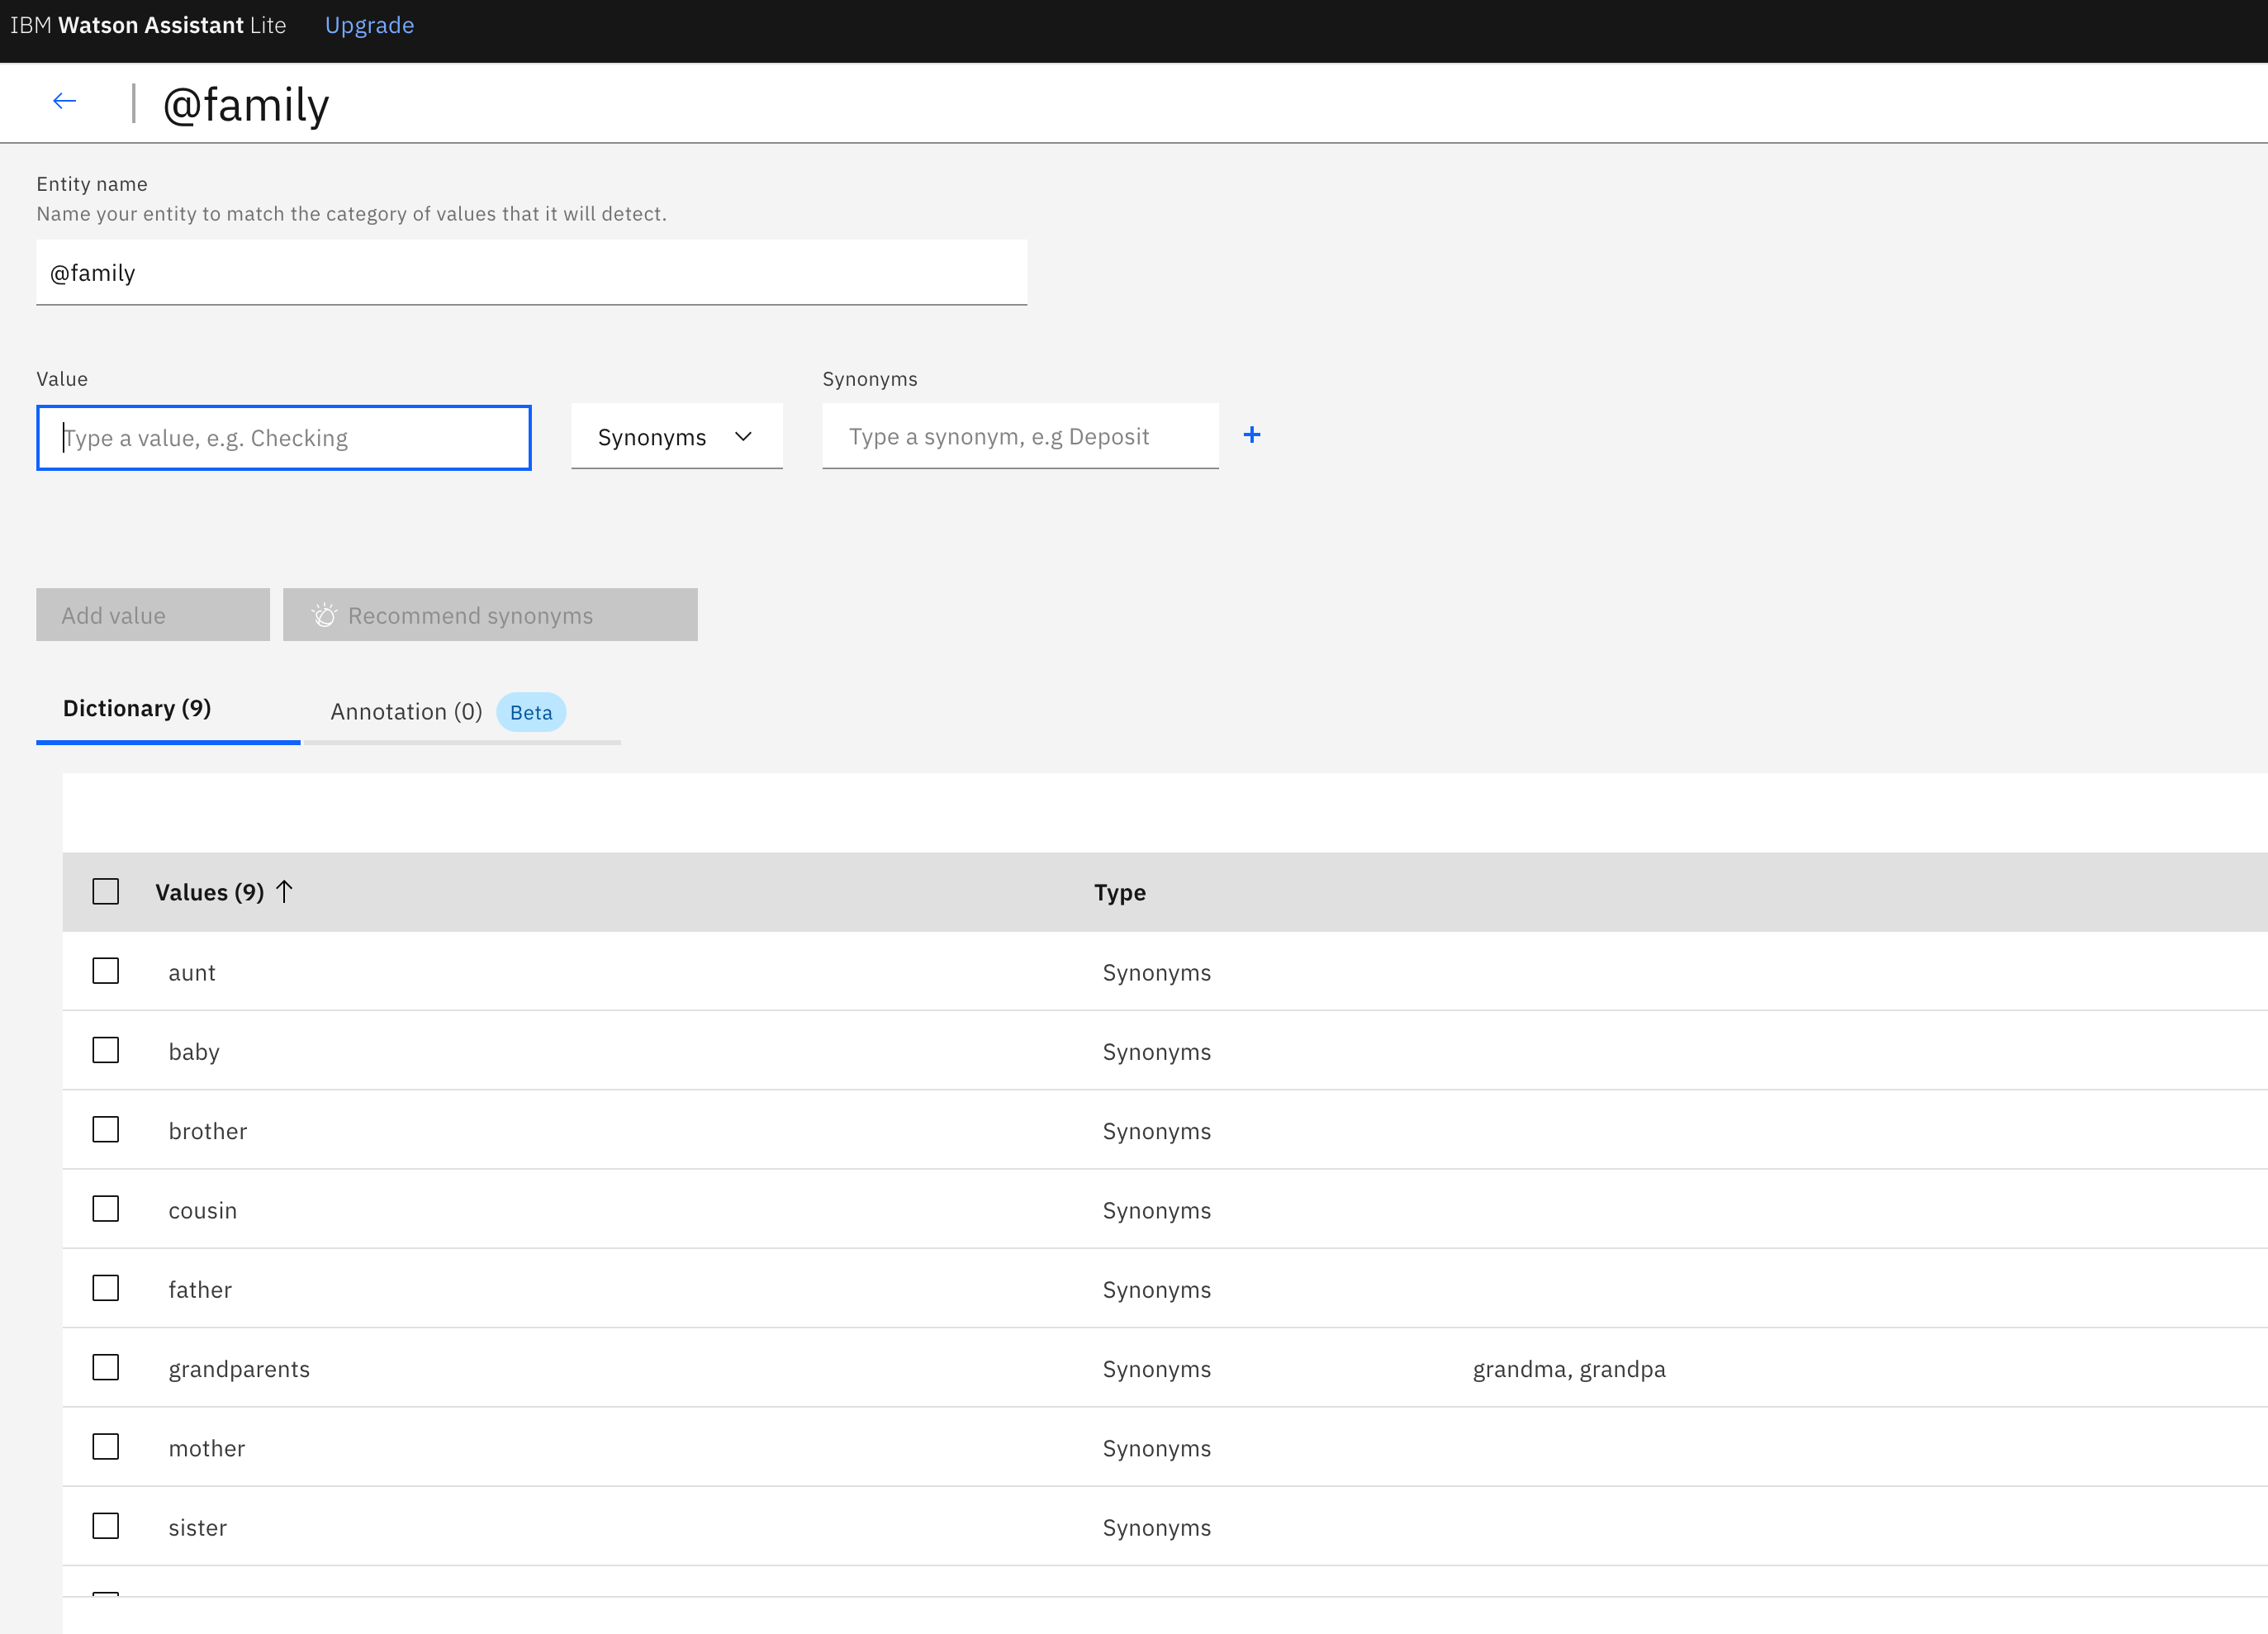 IBM Watson Assistant Lite Upgrade
@family
Entity name
Name your entity to match the category of values that it will detect.
@family
Value Synonyms
Type a value, e.g. Checking Synonyms Type a synonym, e.g Deposit +
Add value Recommend synonyms
Dictionary (9) Annotation (0) Beta
Values (9) Type
aunt Synonyms
baby Synonyms
brother Synonyms
cousin Synonyms
father Synonyms
grandparents Synonyms grandma, grandpa
mother Synonyms
sister Synonyms